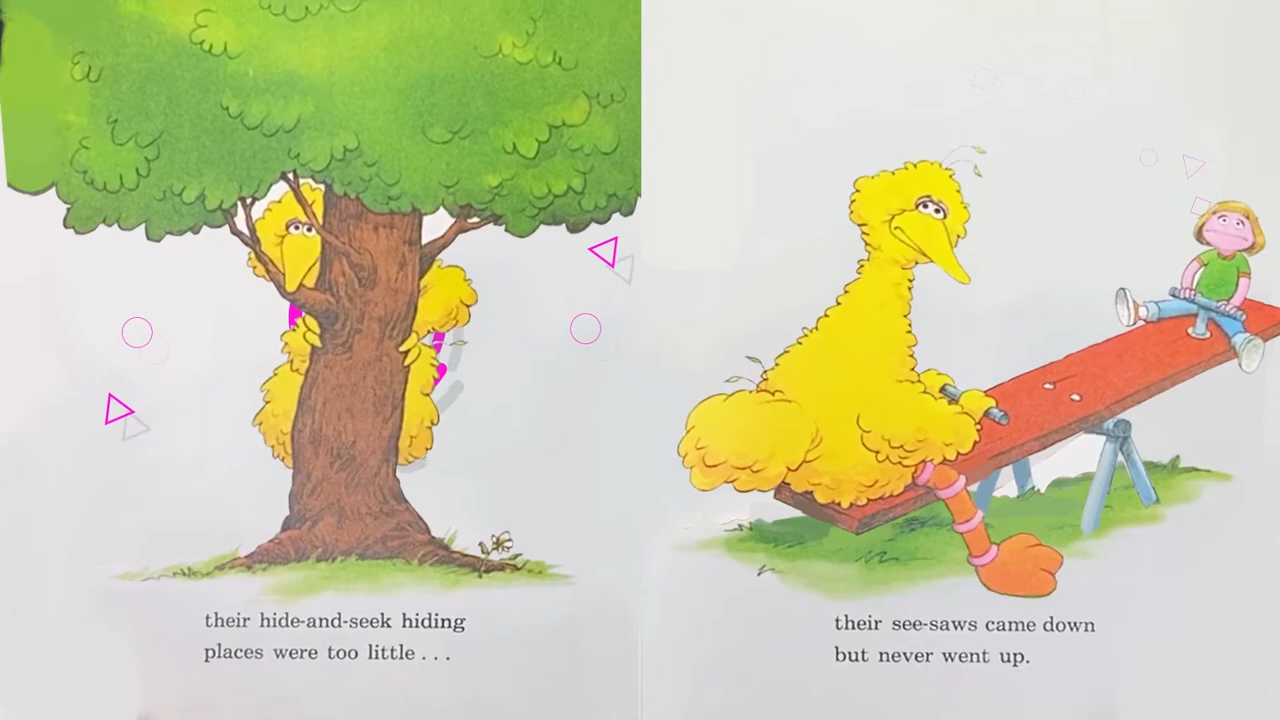 their hide-and-seek hiding
places were too little . . .
their see-saws came down
but never went up.